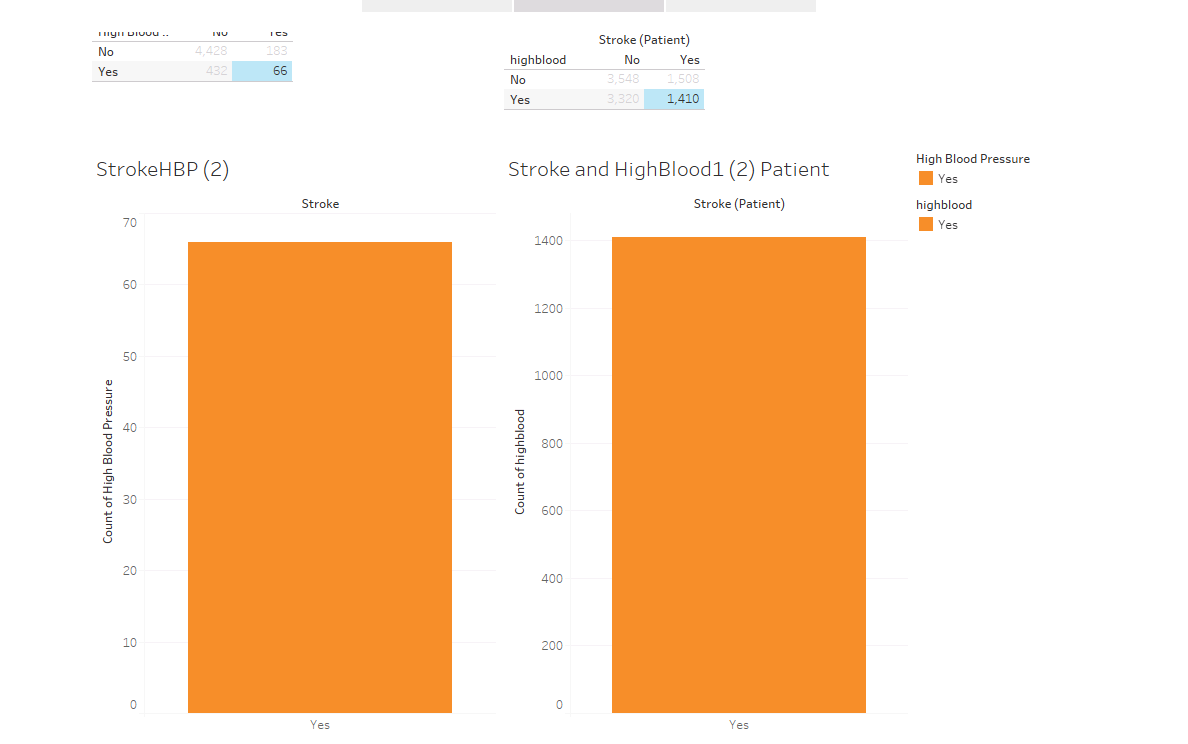 High Blood .. No Yes
No 4,428 183
Yes 432 66
Stroke (Patient)
highblood No Yes
No 3,548 1,508
Yes 3,320 1,410
StrokeHBP (2)
Stroke
70
60
50
40
30
20
10
0
Count of High Blood Pressure
Yes
Stroke and HighBlood1 (2) Patient
Stroke (Patient)
1400
1200
1000
800
600
400
200
0
Count of highblood
Yes
High Blood Pressure
Yes
highblood
Yes